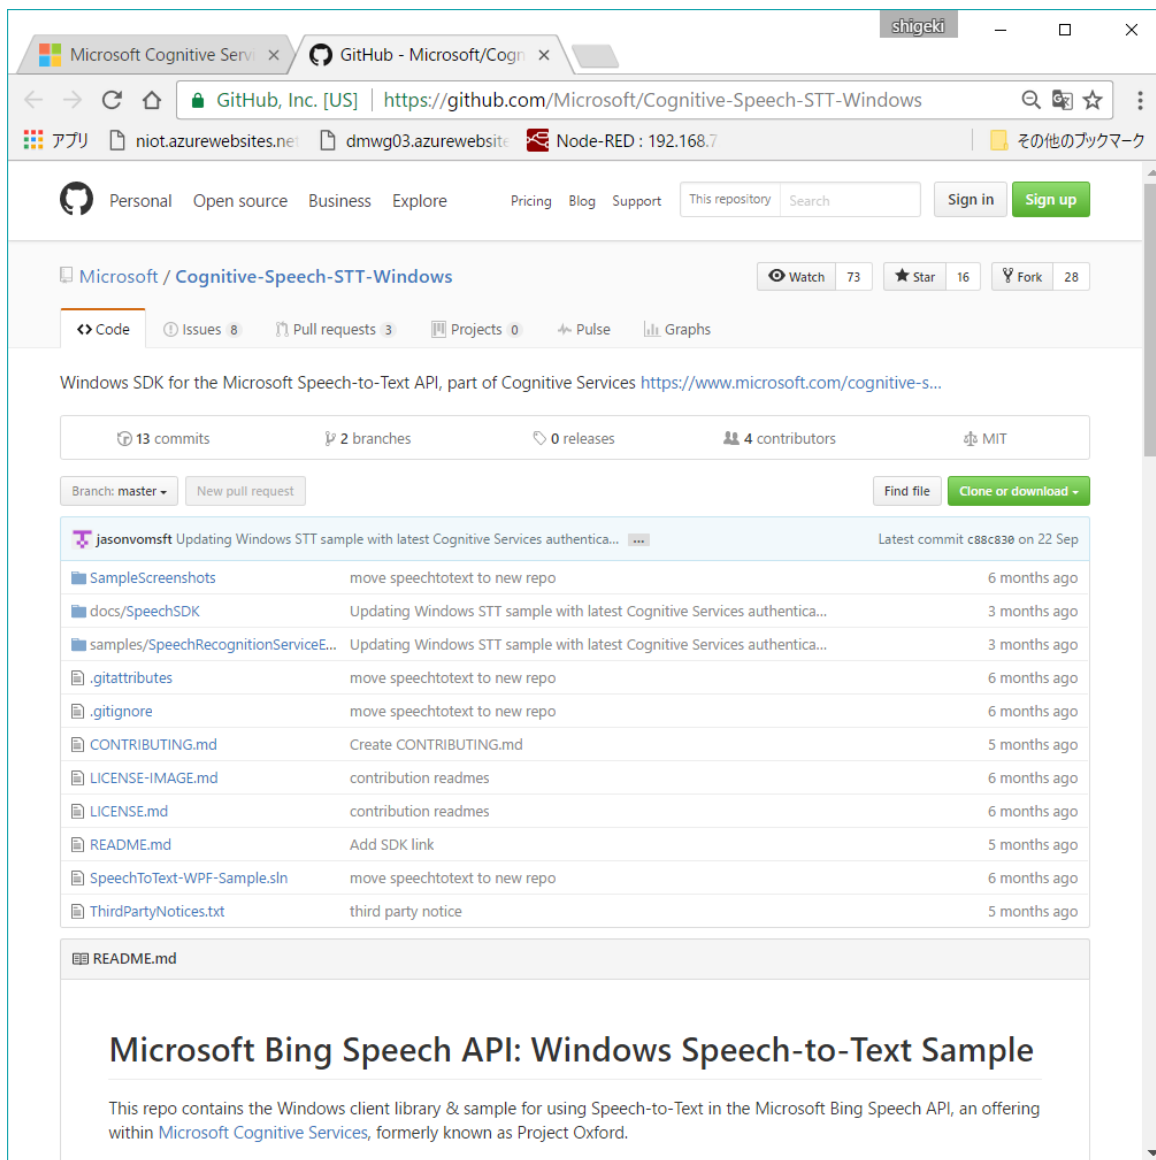 shigeki
Microsoft Cognitive Servi
GitHub - Microsoft/Cogn
GitHub, Inc. [US] https://github.com/Microsoft/Cognitive-Speech-STT-Windows
アプリ niot.azurewebsites.net dmwg03.azurewebsite Node-RED : 192.168.7 その他のブックマーク
Personal Open source Business Explore Pricing Blog Support This repository Search Sign in Sign up
Microsoft / Cognitive-Speech-STT-Windows Watch 73 Star 16 Fork 28
Code Issues 8 Pull requests 3 Projects 0 Pulse Graphs
Windows SDK for the Microsoft Speech-to-Text API, part of Cognitive Services https://www.microsoft.com/cognitive-s...
13 commits 2 branches 0 releases 4 contributors MIT
Branch: master New pull request Find file Clone or download
jasonvomsft Updating Windows STT sample with latest Cognitive Services authentica... ... Latest commit c88c830 on 22 Sep
SampleScreenshots move speechtotext to new repo 6 months ago
docs/SpeechSDK Updating Windows STT sample with latest Cognitive Services authentica... 3 months ago
samples/SpeechRecognitionServiceE... Updating Windows STT sample with latest Cognitive Services authentica... 3 months ago
.gitattributes move speechtotext to new repo 6 months ago
.gitignore move speechtotext to new repo 6 months ago
CONTRIBUTING.md Create CONTRIBUTING.md 5 months ago
LICENSE-IMAGE.md contribution readmes 6 months ago
LICENSE.md contribution readmes 6 months ago
README.md Add SDK link 5 months ago
SpeechToText-WPF-Sample.sln move speechtotext to new repo 6 months ago
ThirdPartyNotices.txt third party notice 5 months ago
README.md
Microsoft Bing Speech API: Windows Speech-to-Text Sample
This repo contains the Windows client library & sample for using Speech-to-Text in the Microsoft Bing Speech API, an offering
within Microsoft Cognitive Services, formerly known as Project Oxford.